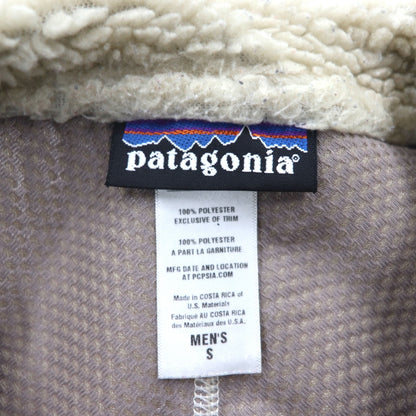 patagonia®
100% POLYESTER
EXCLUSIVE OF TRIM
100% POLYESTER
A PART LA GARNITURE
MFG DATE AND LOCATION
AT PCPSIA.COM
Made in COSTA RICA of
U.S. Materials
Fabriqué AU COSTA RICA
des Matériaux des U.S.A.
MEN'S
S